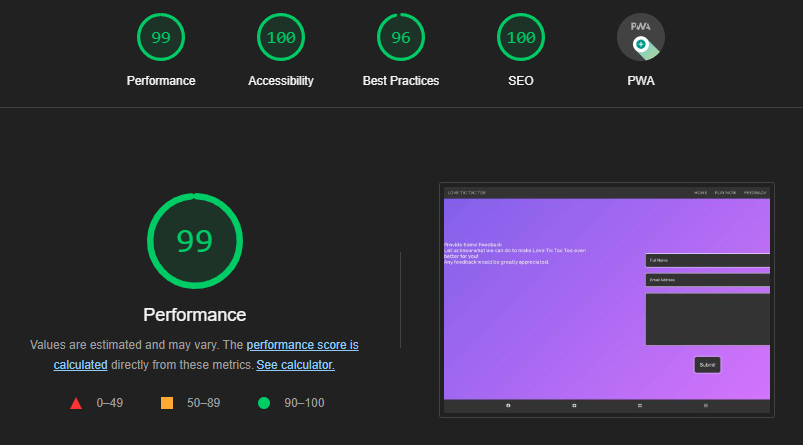 99
100
96
100
PWA
Performance
Accessibility
Best Practices
SEO
PWA
99
Performance
Values are estimated and may vary. The performance score is
calculated directly from these metrics. See calculator.
0–49
50–89
90–100
LOVE TIC TAC TOE
HOME
PLAY NOW
FEEDBACK
Provide Some Feedback
Let us know what we can do to make Love Tic Tac Toe even
better for you!
Any feedback would be greatly appreciated.
Full Name
Email Address
Submit